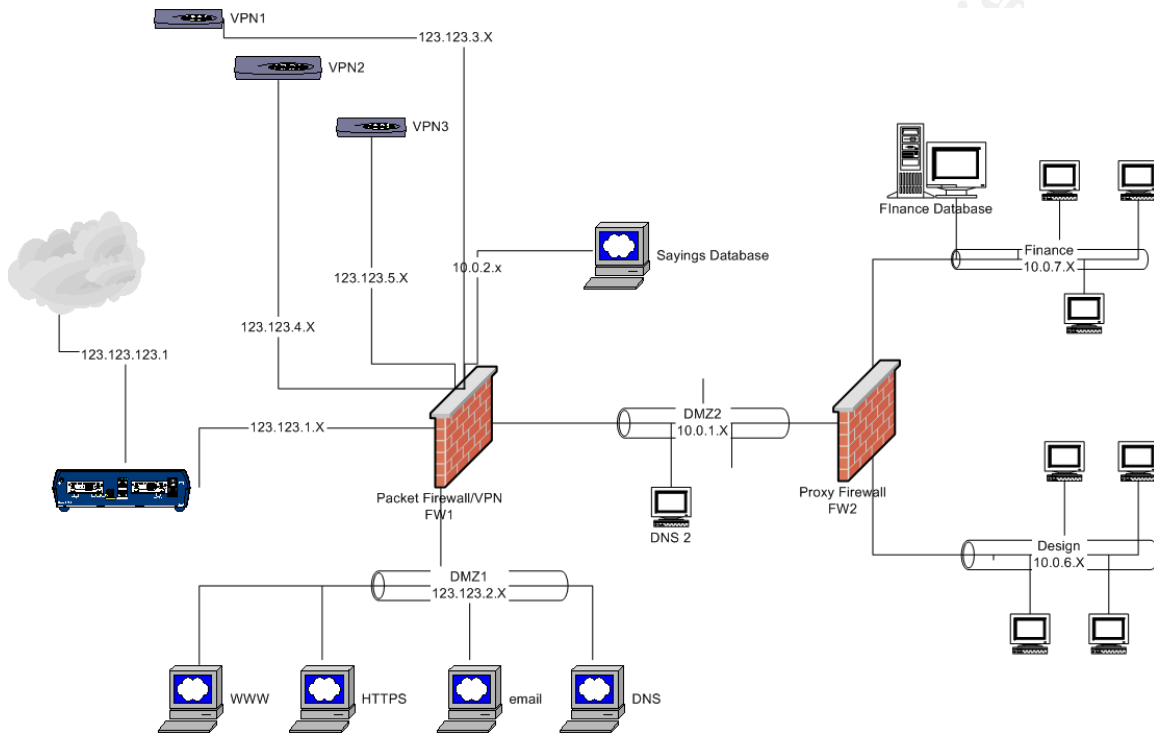 VPN1
123.123.3.X
VPN2
VPN3
FInance Database
Sayings Database
10.0.2.x
123.123.5.X
Finance
10.0.7.X
123.123.4.X
123.123.123.1
DMZ2
10.0.1.X
123.123.1.X
Packet Firewall/VPN
FW1
Proxy Firewall
FW2
DNS 2
Design
10.0.6.X
DMZ1
123.123.2.X
WWW
HTTPS
email
DNS